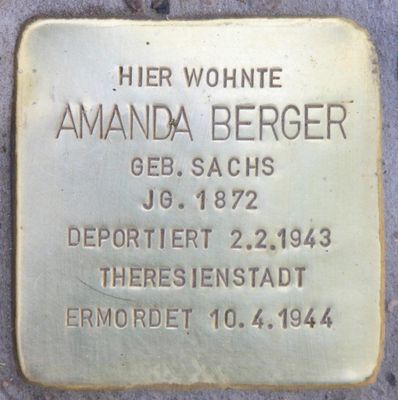 HIER WOHNTE
AMANDA BERGER
GEB. SACHS
JG. 1872
DEPORTIERT 2.2.1943
THERESIENSTADT
ERMORDET 10.4.1944